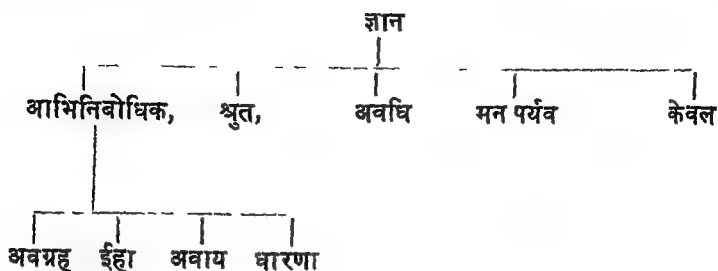 ज्ञान
आभिनिबोधिक, श्रुत, अवधि मन पर्यव केवल
अवग्रह ईहा अवाय धारणा